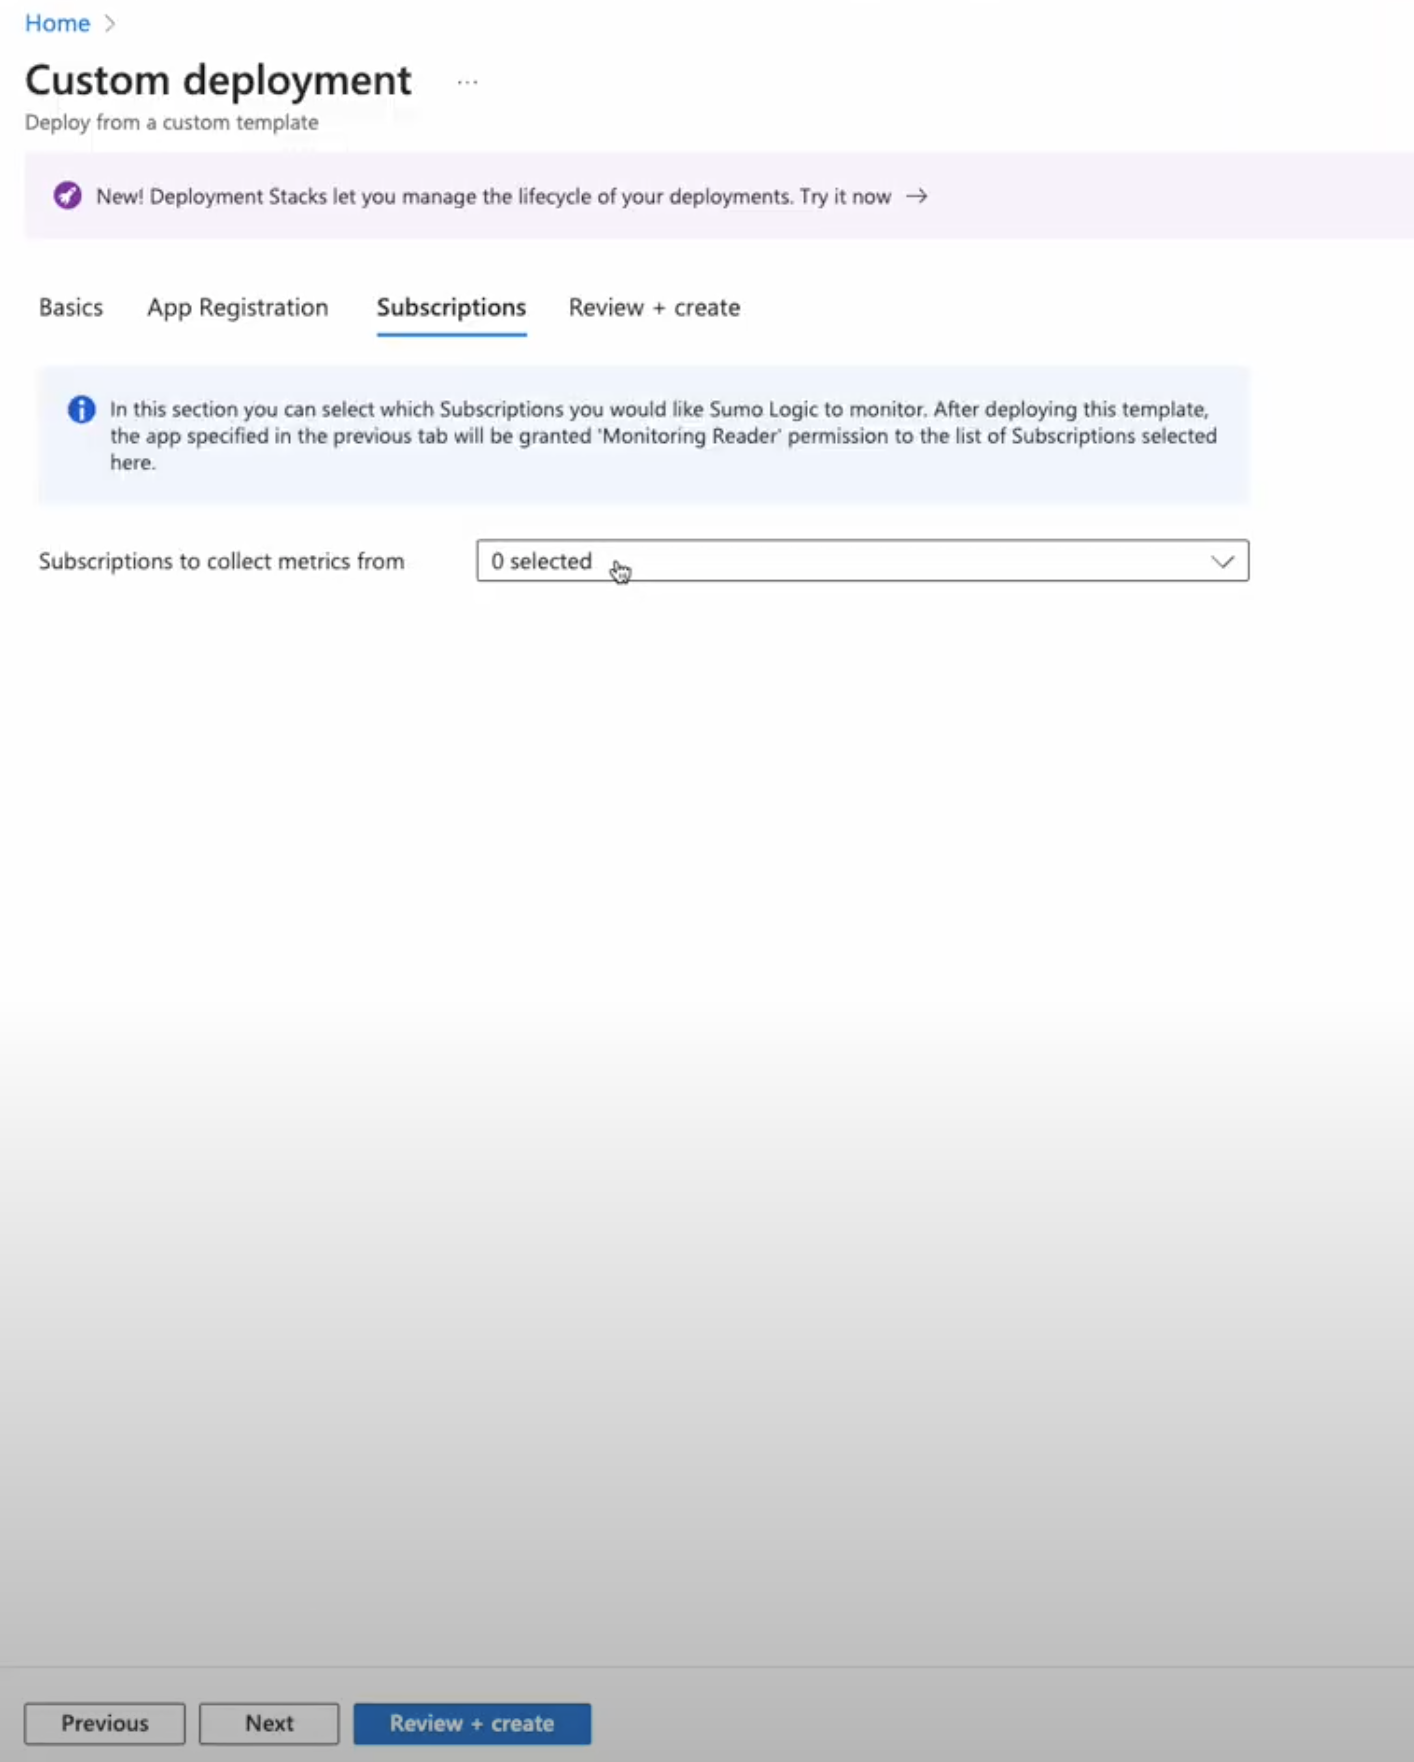 Home
Custom deployment ...
Deploy from a custom template
New! Deployment Stacks let you manage the lifecycle of your deployments. Try it now →
Basics App Registration Subscriptions Review + create
In this section you can select which Subscriptions you would like Sumo Logic to monitor. After deploying this template,
the app specified in the previous tab will be granted 'Monitoring Reader' permission to the list of Subscriptions selected
here.
Subscriptions to collect metrics from 0 selected
Previous Next Review + create